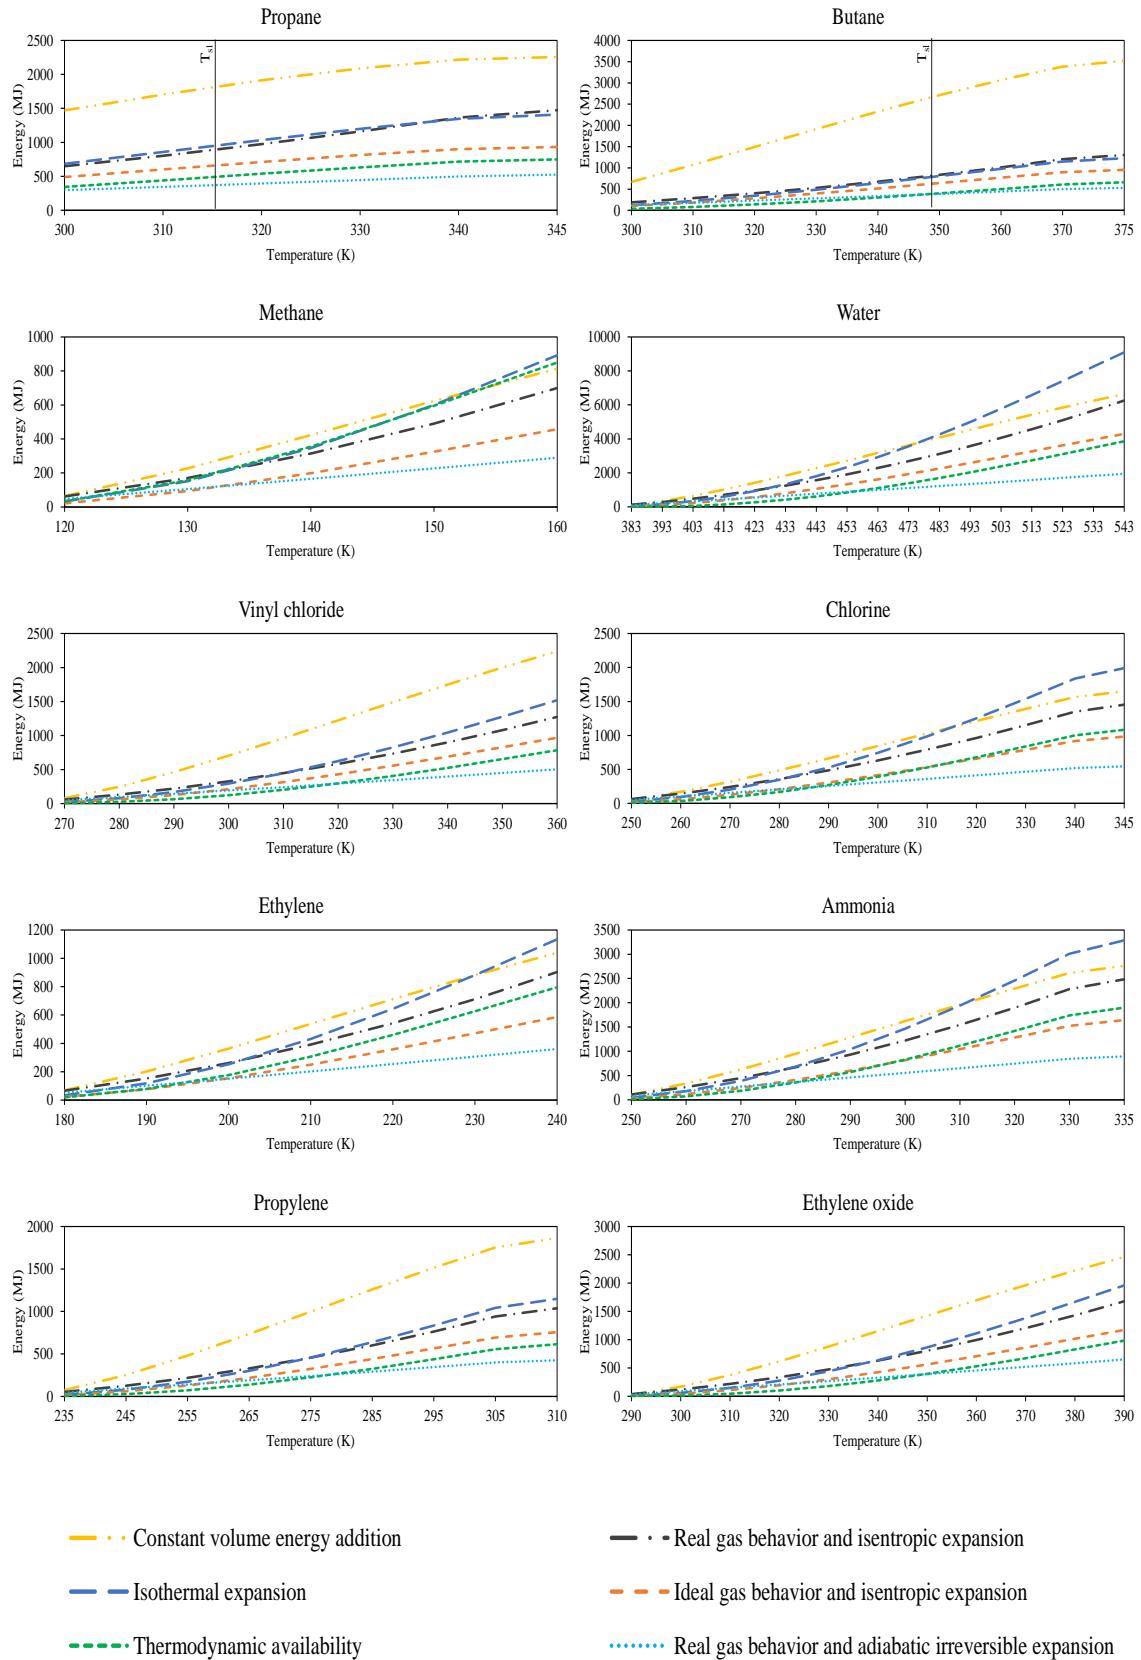 Propane
Energy (MJ)
2500
2000
1500
1000
500
0
T_sl
300 310 320 330 340 345
Temperature (K)
Butane
Energy (MJ)
4000
3500
3000
2500
2000
1500
1000
500
0
T_sl
300 310 320 330 340 350 360 370 375
Temperature (K)
Methane
Energy (MJ)
1000
800
600
400
200
0
120 130 140 150 160
Temperature (K)
Water
Energy (MJ)
10000
8000
6000
4000
2000
0
383 393 403 413 423 433 443 453 463 473 483 493 503 513 523 533 543
Temperature (K)
Vinyl chloride
Energy (MJ)
2500
2000
1500
1000
500
0
270 280 290 300 310 320 330 340 350 360
Temperature (K)
Chlorine
Energy (MJ)
2500
2000
1500
1000
500
0
250 260 270 280 290 300 310 320 330 340 345
Temperature (K)
Ethylene
Energy (MJ)
1200
1000
800
600
400
200
0
180 190 200 210 220 230 240
Temperature (K)
Ammonia
Energy (MJ)
3500
3000
2500
2000
1500
1000
500
0
250 260 270 280 290 300 310 320 330 335
Temperature (K)
Propylene
Energy (MJ)
2000
1500
1000
500
0
235 245 255 265 275 285 295 305 310
Temperature (K)
Ethylene oxide
Energy (MJ)
3000
2500
2000
1500
1000
500
0
290 300 310 320 330 340 350 360 370 380 390
Temperature (K)
Constant volume energy addition
Real gas behavior and isentropic expansion
Isothermal expansion
Ideal gas behavior and isentropic expansion
Thermodynamic availability
Real gas behavior and adiabatic irreversible expansion